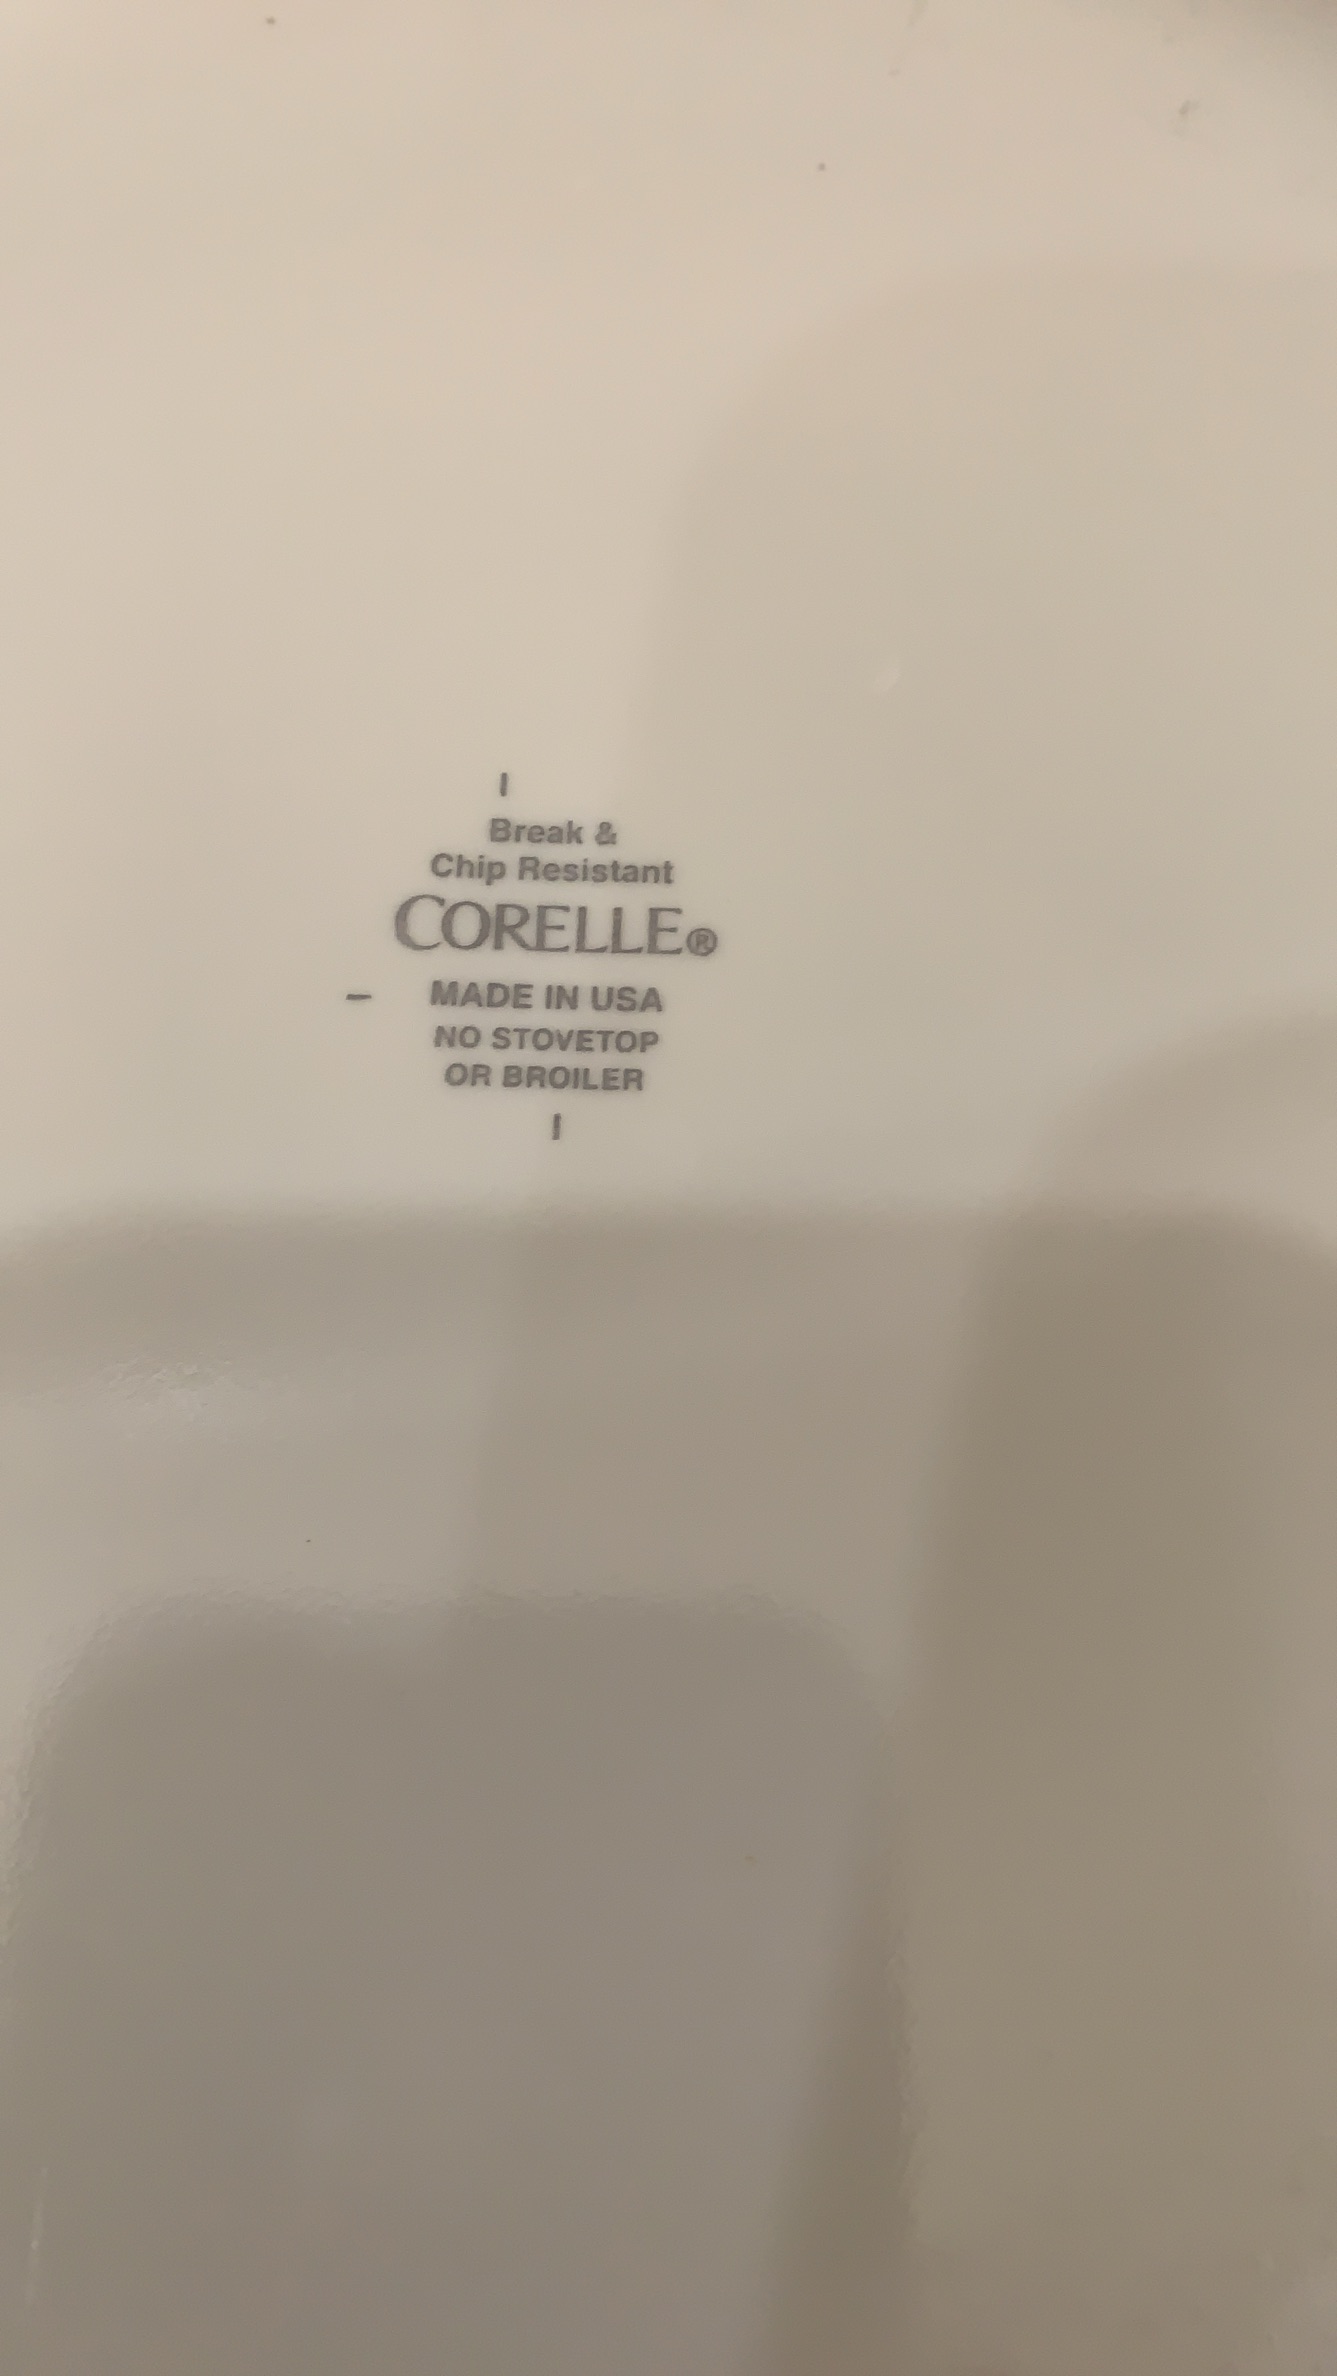 Break &
Chip Resistant
CORELLE®
MADE IN USA
NO STOVETOP
OR BROILER